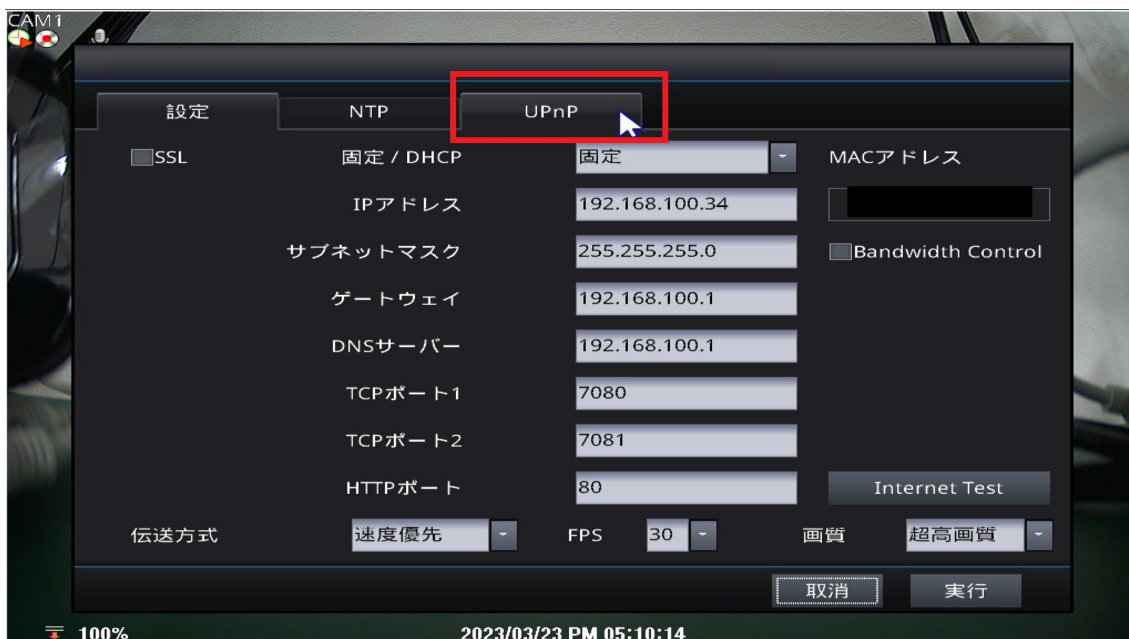 CAM1
設定 NTP UPnP
SSL 固定 / DHCP 固定 MACアドレス
IPアドレス 192.168.100.34
サブネットマスク 255.255.255.0 Bandwidth Control
ゲートウェイ 192.168.100.1
DNSサーバー 192.168.100.1
TCPポート1 7080
TCPポート2 7081
HTTPポート 80 Internet Test
伝送方式 速度優先 FPS 30 画質 超高画質
取消 実行
100% 2023/03/23 PM 05:10:14